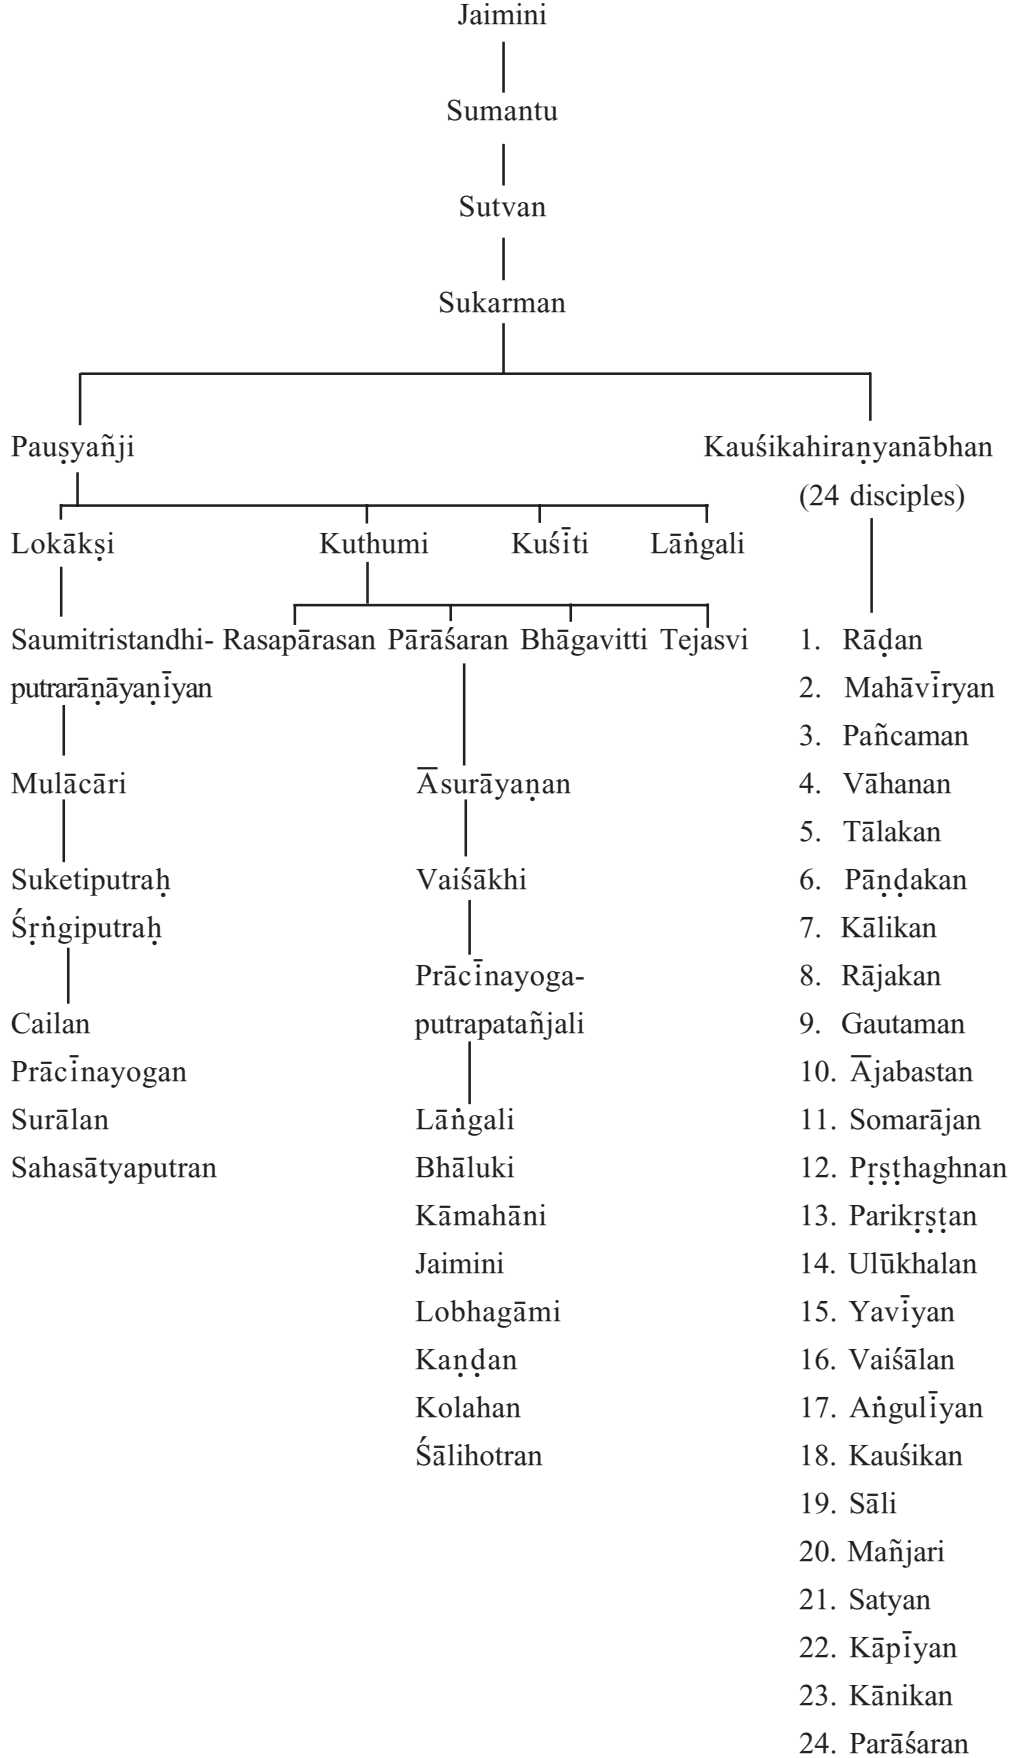 Jaimini
Sumantu
Sutvan
Sukarman
Pauṣyañji Kauśikahiraṇyanābhan
(24 disciples)
Lokākṣi Kuthumi Kuśīti Lāṅgali
Saumitristandhi- Rasapārasan Pārāśaran Bhāgavitti Tejasvi 1. Rāḍan
putrarāṇāyaṇīyan 2. Mahāvīryan
3. Pañcaman
Mulācāri Āsurāyaṇan 4. Vāhanan
5. Tālakan
Suketiputraḥ Vaiśākhi 6. Pāṇḍakan
Śṛṅgiputraḥ 7. Kālikan
Prācīnayoga- 8. Rājakan
Cailan putrapatañjali 9. Gautaman
Prācīnayogan 10. Ājabastan
Surālan Lāṅgali 11. Somarājan
Sahasātyaputran Bhāluki 12. Pṛṣṭhaghnan
Kāmahāni 13. Parikṛṣṭan
Jaimini 14. Ulūkhalan
Lobhagāmi 15. Yavīyan
Kaṇḍan 16. Vaiśālan
Kolahan 17. Aṅgulīyan
Śālihotran 18. Kauśikan
19. Sāli
20. Mañjari
21. Satyan
22. Kāpīyan
23. Kānikan
24. Parāśaran